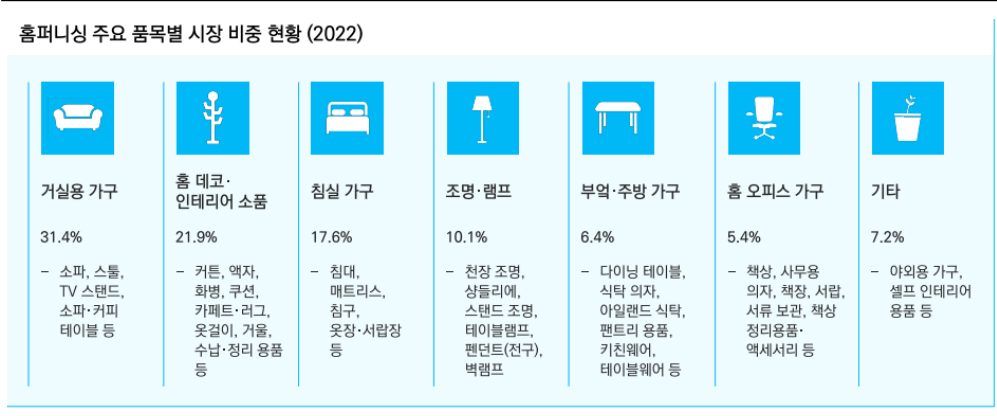 홈퍼니싱 주요 품목별 시장 비중 현황 (2022)
거실용 가구
31.4%
– 소파, 스툴,
TV 스탠드,
소파·커피
테이블 등
홈 데코·
인테리어 소품
21.9%
– 커튼, 액자,
화병, 쿠션,
카페트·러그,
옷걸이, 거울,
수납·정리 용품
등
침실 가구
17.6%
– 침대,
매트리스,
침구,
옷장·서랍장
등
조명·램프
10.1%
– 천장 조명,
샹들리에,
스탠드 조명,
테이블램프,
펜던트(전구),
벽램프
부엌·주방 가구
6.4%
– 다이닝 테이블,
식탁 의자,
아일랜드 식탁,
팬트리 용품,
키친웨어,
테이블웨어 등
홈 오피스 가구
5.4%
– 책상, 사무용
의자, 책장, 서랍,
서류 보관, 책상
정리용품·
액세서리 등
기타
7.2%
– 야외용 가구,
셀프 인테리어
용품 등